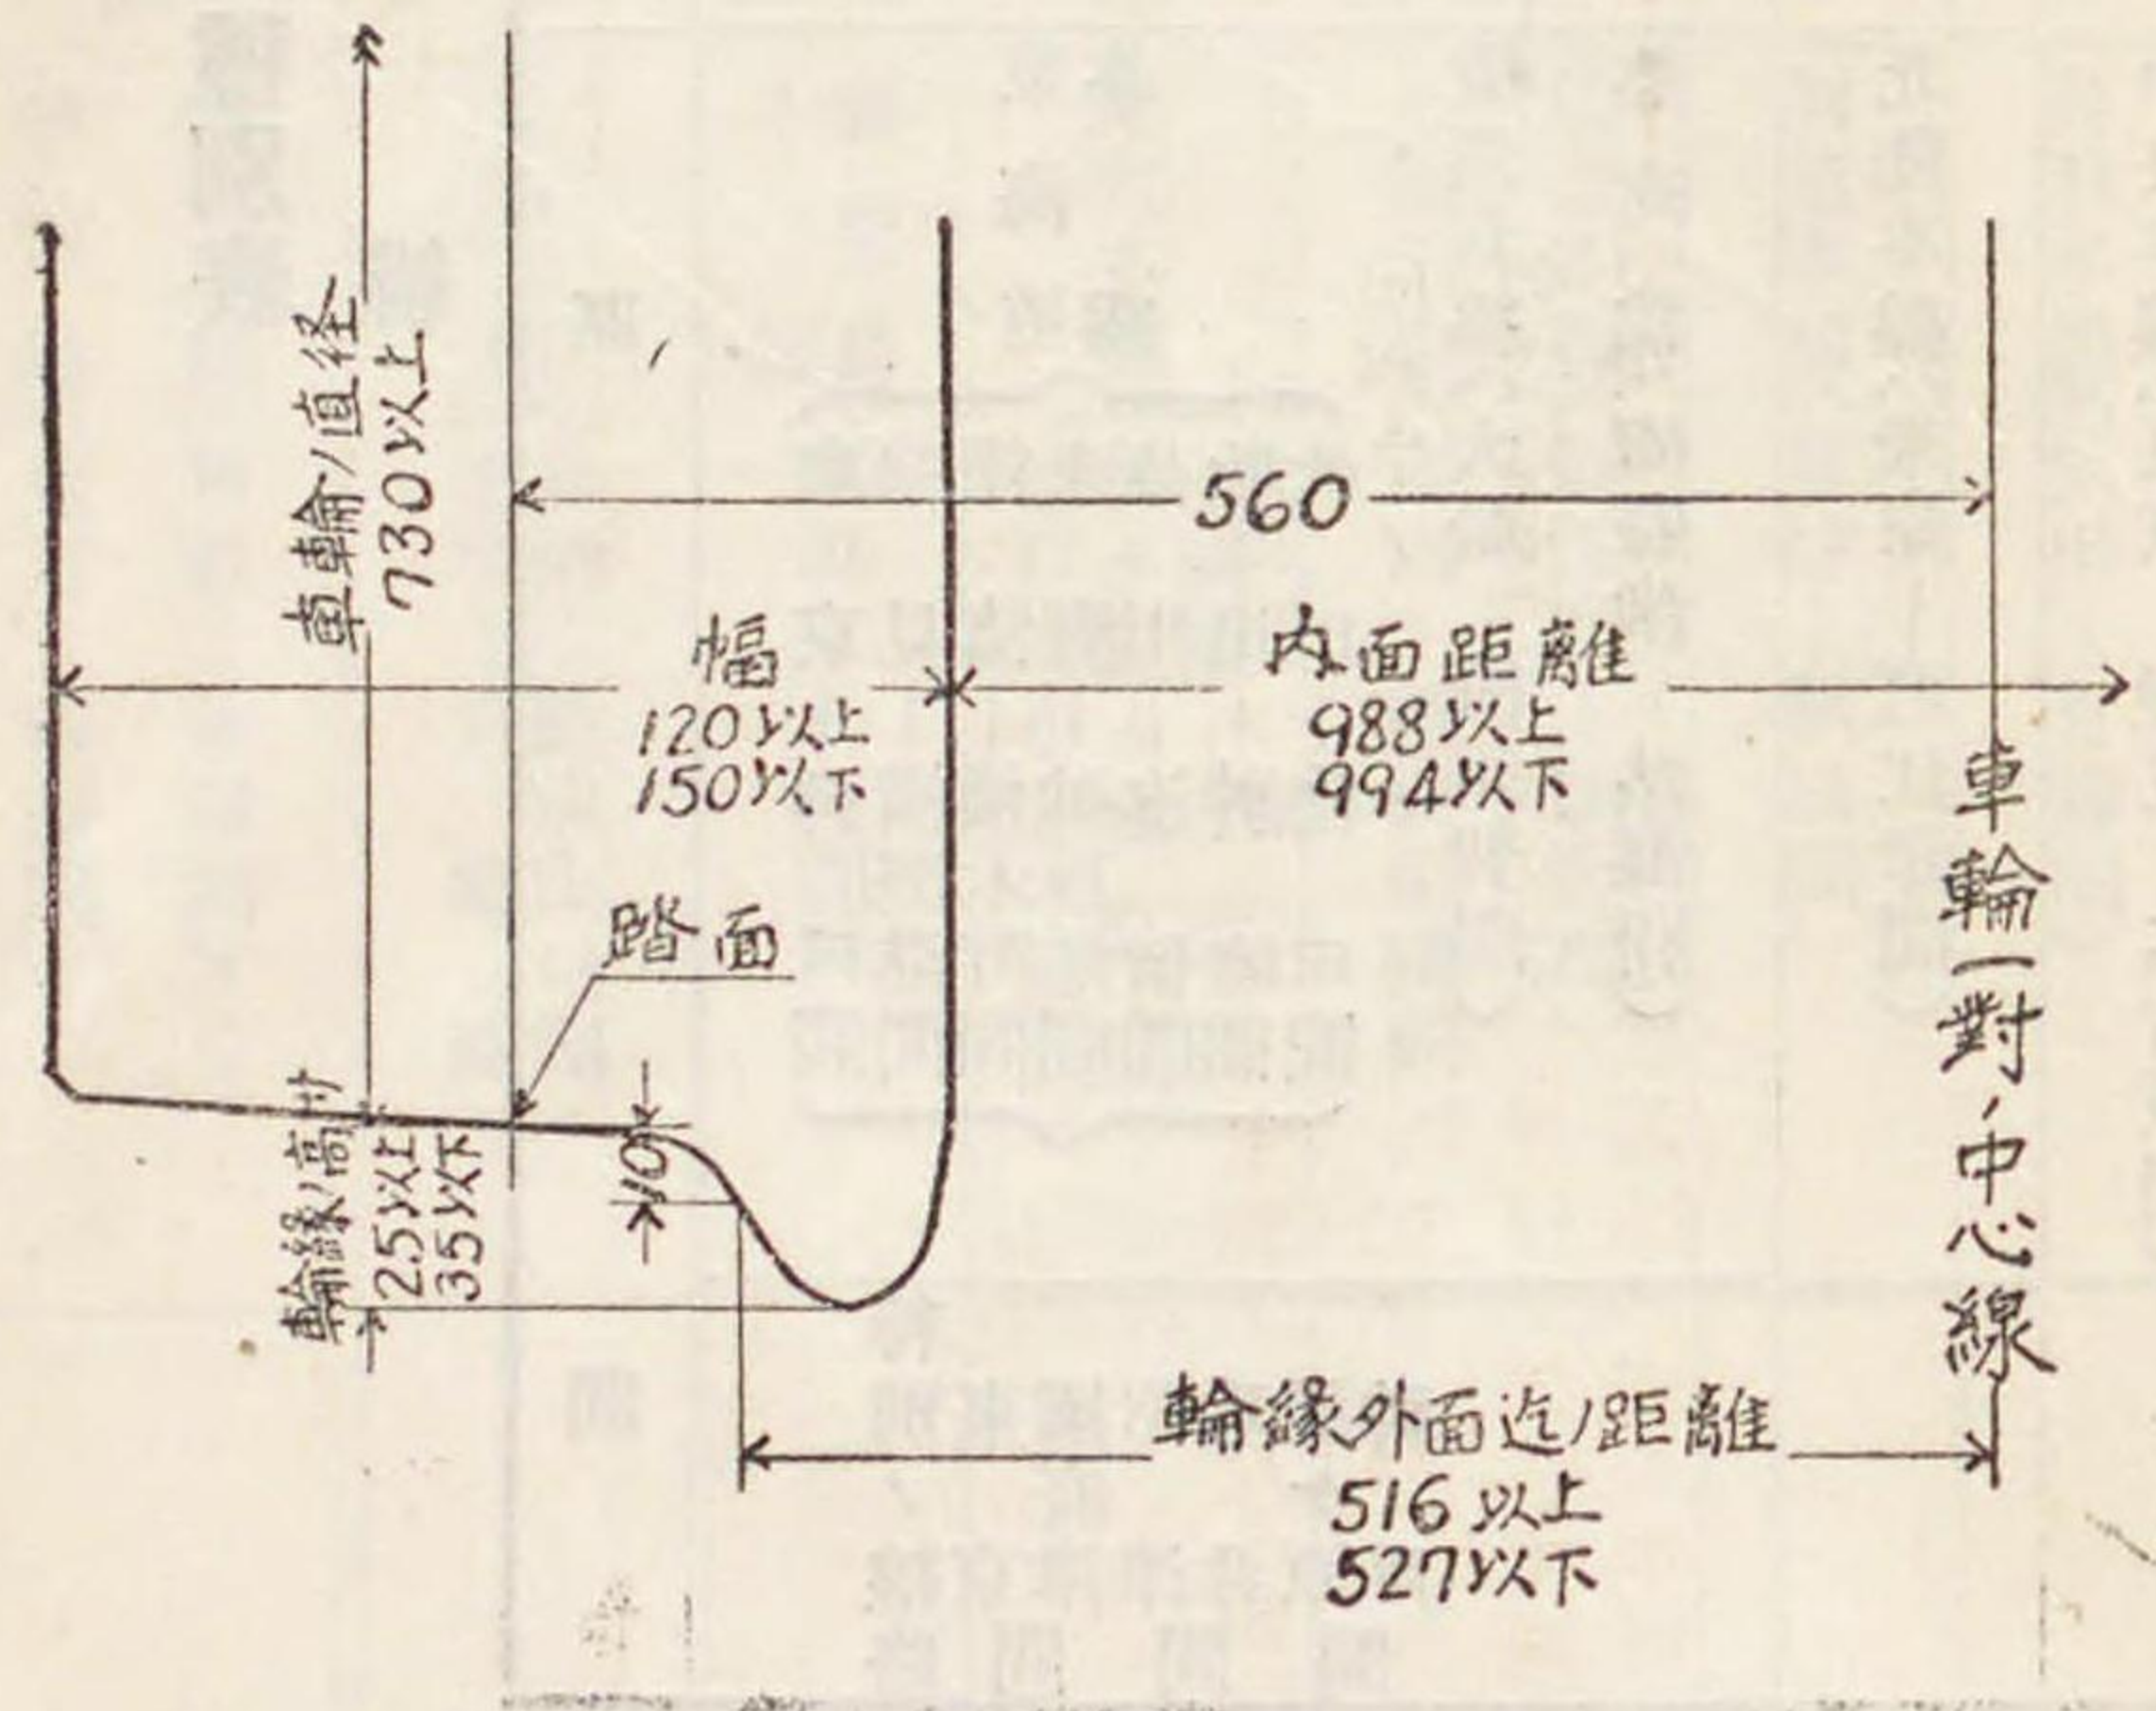 車輪ノ直径
730以上
560
幅
120以上
150以下
内面距離
988以上
994以下
踏面
10
輪縁ノ高サ
25以上
35以下
車輪一對ノ中心線
輪縁外面迄ノ距離
516以上
527以下